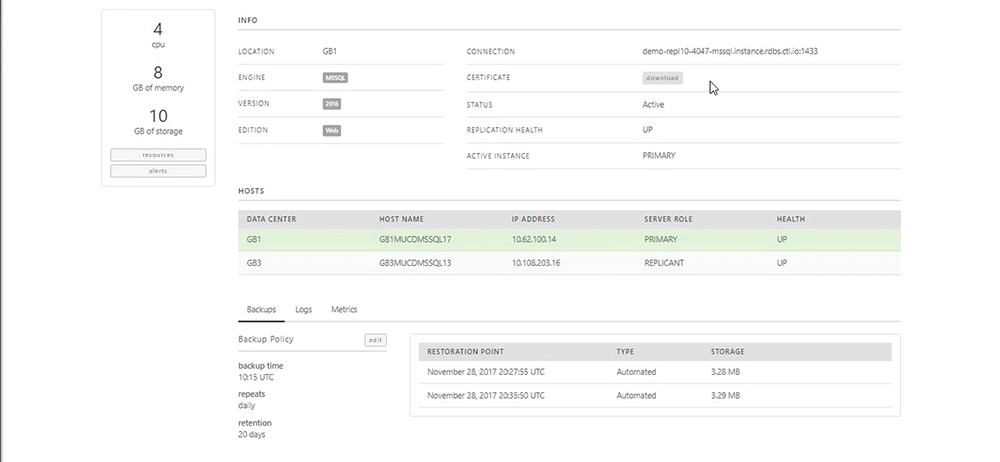 4
cpu
8
GB of memory
10
GB of storage
resources
alerts
INFO
LOCATION GB1
ENGINE MSSQL
VERSION 2016
EDITION Web
CONNECTION demo-repl10-4047-mssql.instance.rdbs.ctl.io:1433
CERTIFICATE download
STATUS Active
REPLICATION HEALTH UP
ACTIVE INSTANCE PRIMARY
HOSTS
DATA CENTER HOST NAME IP ADDRESS SERVER ROLE HEALTH
GB1 GB1MUCDMSSQL17 10.62.100.14 PRIMARY UP
GB3 GB3MUCDMSSQL13 10.108.203.16 REPLICANT UP
Backups Logs Metrics
Backup Policy edit
backup time
10:15 UTC
repeats
daily
retention
20 days
RESTORATION POINT TYPE STORAGE
November 28, 2017 20:27:55 UTC Automated 3.28 MB
November 28, 2017 20:35:50 UTC Automated 3.29 MB